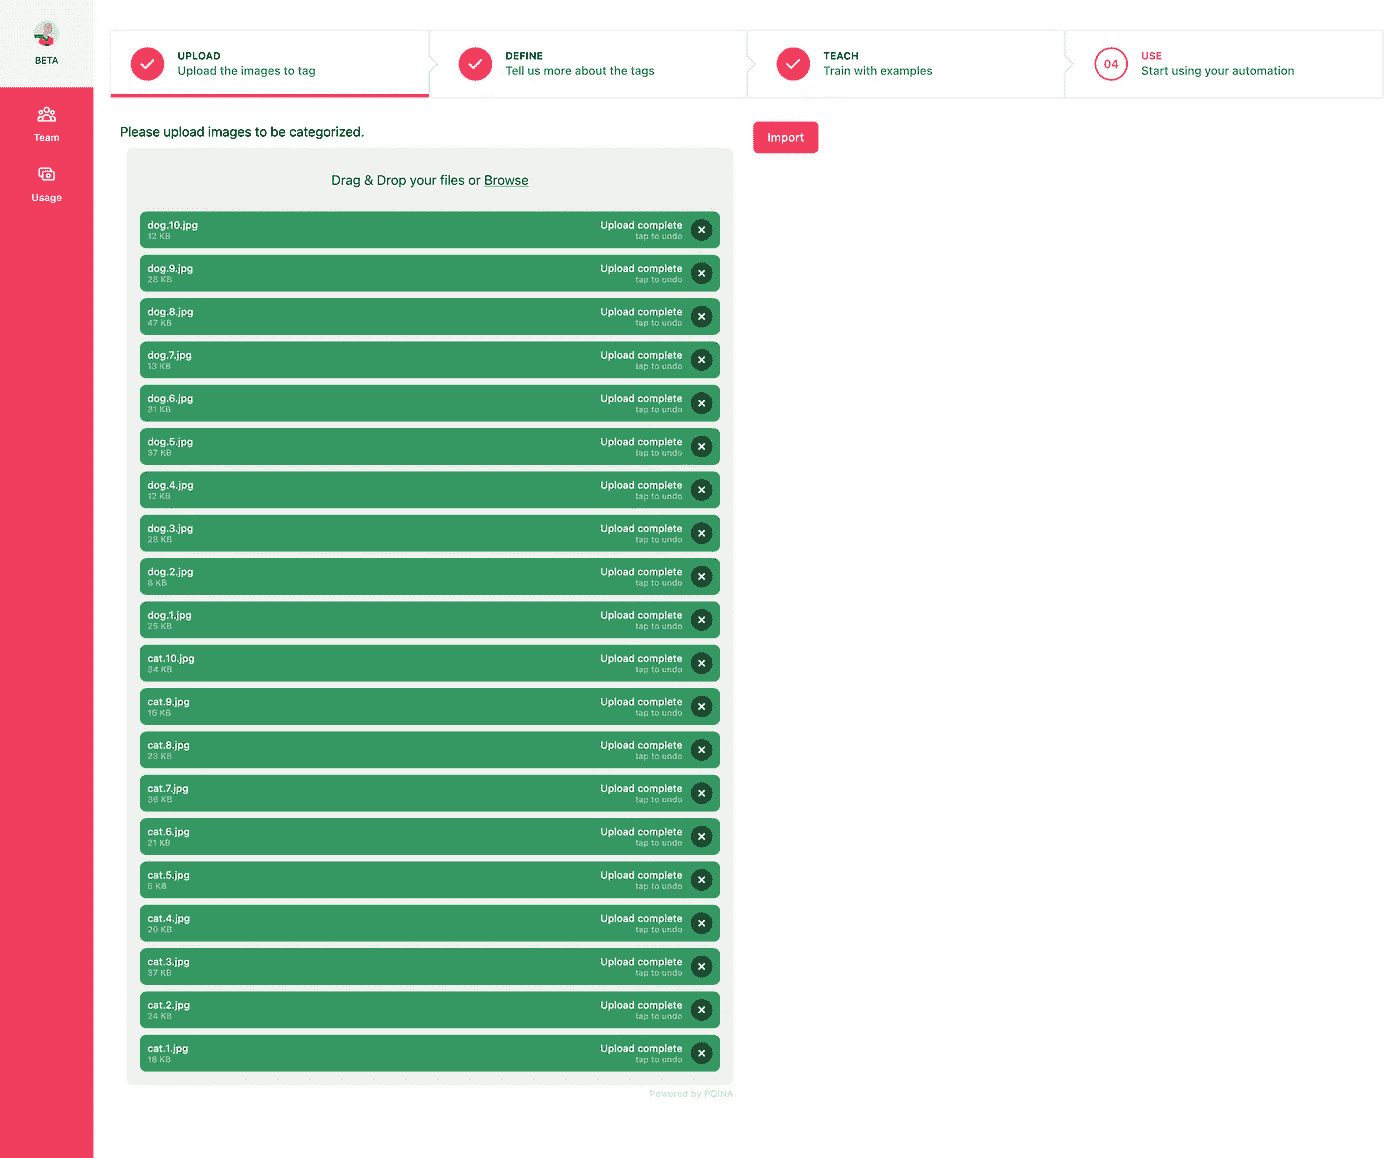 BETA
Team
Usage
UPLOAD
Upload the images to tag
DEFINE
Tell us more about the tags
TEACH
Train with examples
04
USE
Start using your automation
Please upload images to be categorized.
Import
Drag & Drop your files or Browse
dog.10.jpg Upload complete
12 KB tap to undo
dog.9.jpg Upload complete
28 KB tap to undo
dog.8.jpg Upload complete
47 KB tap to undo
dog.7.jpg Upload complete
13 KB tap to undo
dog.6.jpg Upload complete
31 KB tap to undo
dog.5.jpg Upload complete
37 KB tap to undo
dog.4.jpg Upload complete
12 KB tap to undo
dog.3.jpg Upload complete
28 KB tap to undo
dog.2.jpg Upload complete
KB tap to undo
dog.1.jpg Upload complete
25 KB tap to undo
cat.10.jpg Upload complete
34 KB tap to undo
cat.9.jpg Upload complete
KB tap to undo
cat.8.jpg Upload complete
23 KB tap to undo
cat.7.jpg Upload complete
36 KB tap to undo
cat.6.jpg Upload complete
21 KB tap to undo
cat.5.jpg Upload complete
KB tap to undo
cat.4.jpg Upload complete
20 KB tap to undo
cat.3.jpg Upload complete
37 KB tap to undo
cat.2.jpg Upload complete
24 KB tap to undo
cat.1.jpg Upload complete
KB tap to undo
Powered by PQINA